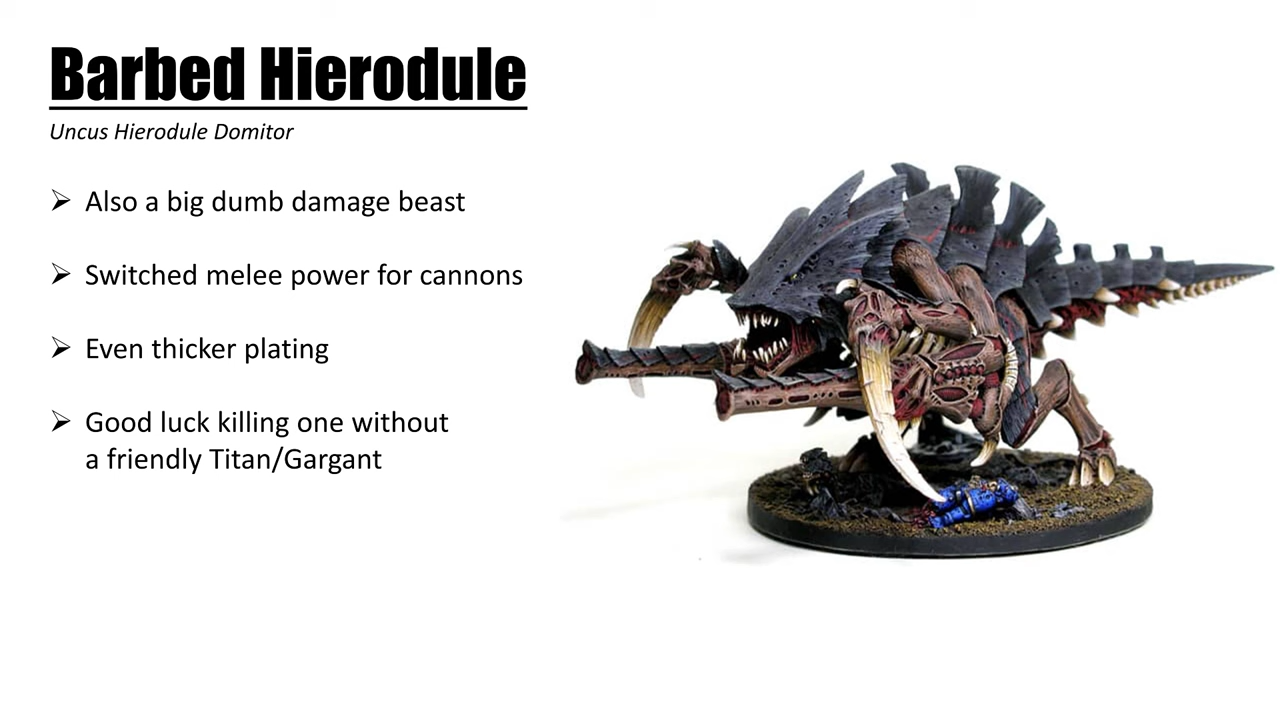 Barbed Hierodule
Uncus Hierodule Domitor
➢ Also a big dumb damage beast
➢ Switched melee power for cannons
➢ Even thicker plating
➢ Good luck killing one without
a friendly Titan/Gargant